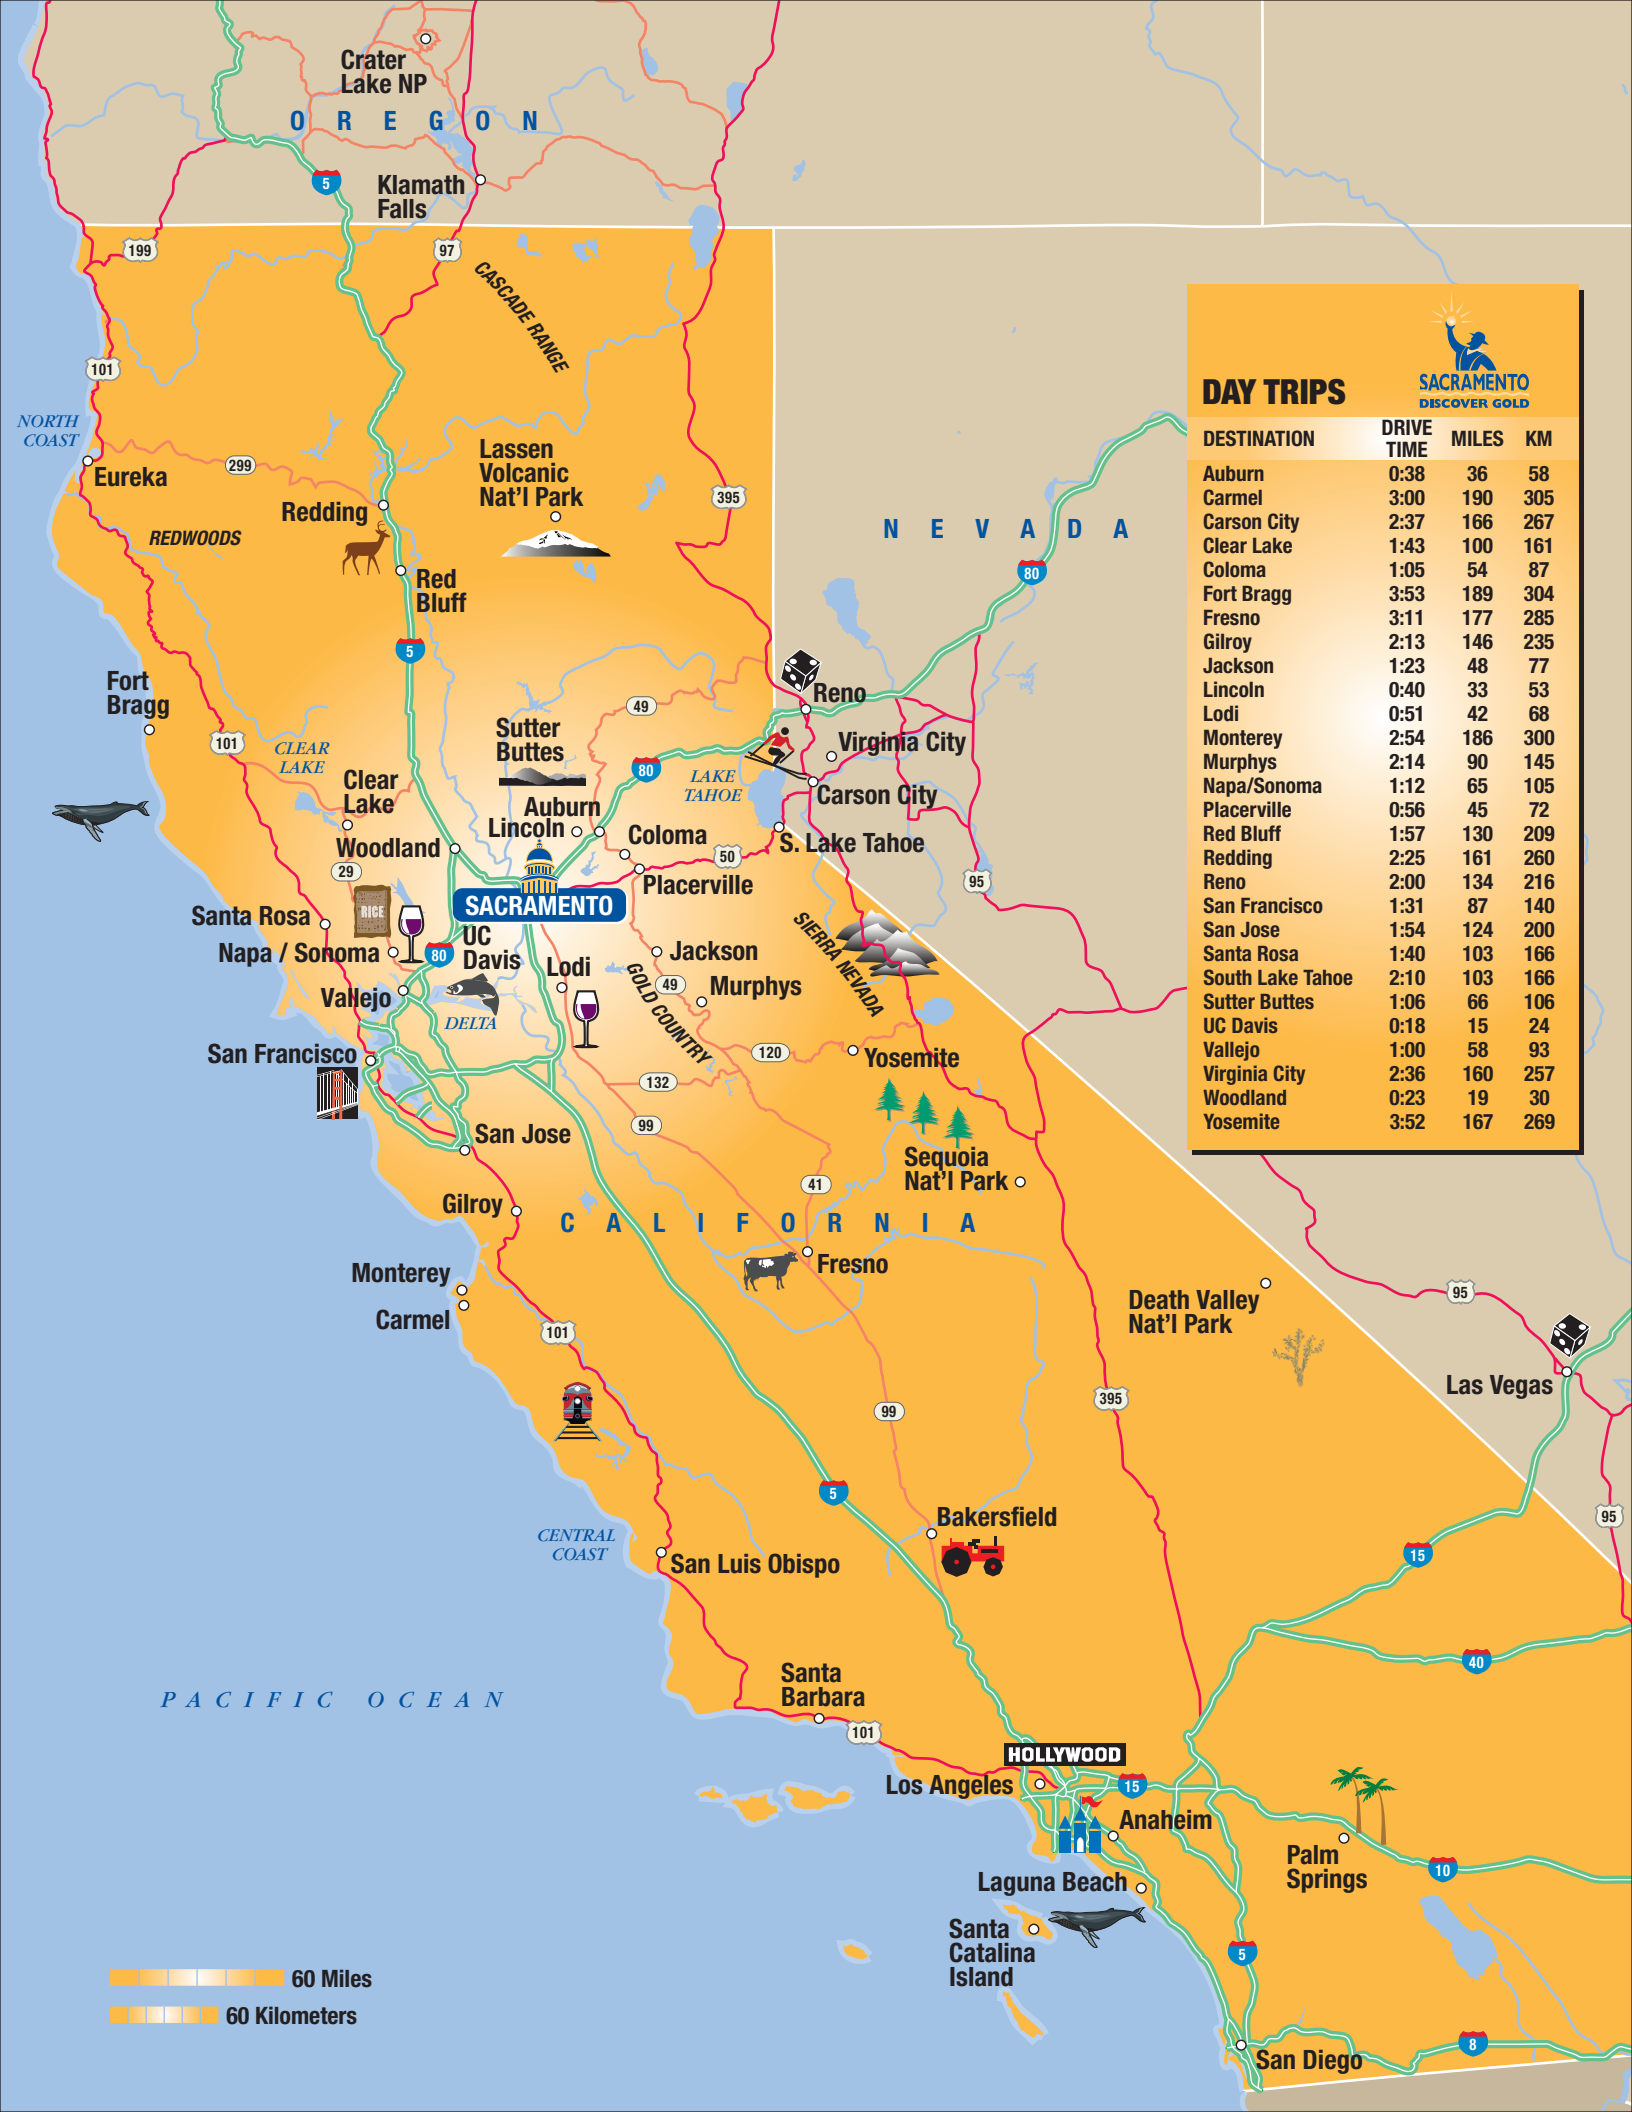 Crater
Lake NP
OREGON
5
Klamath
Falls
199
97
CASCADE RANGE
101
NORTH
COAST
Eureka
299
Redding
REDWOODS
Lassen
Volcanic
Nat'l Park
395
NEVADA
80
Red
Bluff
5
Fort
Bragg
101
CLEAR
LAKE
Clear
Lake
Sutter
Buttes
49
80
Reno
Virginia City
LAKE
TAHOE
Carson City
Auburn
Lincoln
Coloma
S. Lake Tahoe
Woodland
50
29
Placerville
95
RICE
SACRAMENTO
Santa Rosa
Napa / Sonoma
80
UC
Davis
Lodi
Jackson
SIERRA NEVADA
49
Murphys
GOLD COUNTRY
Vallejo
DELTA
San Francisco
120
Yosemite
132
99
San Jose
Sequoia
Nat'l Park
41
Gilroy
CALIFORNIA
Fresno
Monterey
Carmel
101
Death Valley
Nat'l Park
95
Las Vegas
395
99
5
Bakersfield
95
CENTRAL
COAST
San Luis Obispo
15
40
PACIFIC OCEAN
Santa
Barbara
101
HOLLYWOOD
Los Angeles
15
Anaheim
Palm
Springs
10
Laguna Beach
Santa
Catalina
Island
5
8
San Diego
60 Miles
60 Kilometers
SACRAMENTO
DISCOVER GOLD
DAY TRIPS
DESTINATION DRIVE TIME MILES KM
Auburn 0:38 36 58
Carmel 3:00 190 305
Carson City 2:37 166 267
Clear Lake 1:43 100 161
Coloma 1:05 54 87
Fort Bragg 3:53 189 304
Fresno 3:11 177 285
Gilroy 2:13 146 235
Jackson 1:23 48 77
Lincoln 0:40 33 53
Lodi 0:51 42 68
Monterey 2:54 186 300
Murphys 2:14 90 145
Napa/Sonoma 1:12 65 105
Placerville 0:56 45 72
Red Bluff 1:57 130 209
Redding 2:25 161 260
Reno 2:00 134 216
San Francisco 1:31 87 140
San Jose 1:54 124 200
Santa Rosa 1:40 103 166
South Lake Tahoe 2:10 103 166
Sutter Buttes 1:06 66 106
UC Davis 0:18 15 24
Vallejo 1:00 58 93
Virginia City 2:36 160 257
Woodland 0:23 19 30
Yosemite 3:52 167 269